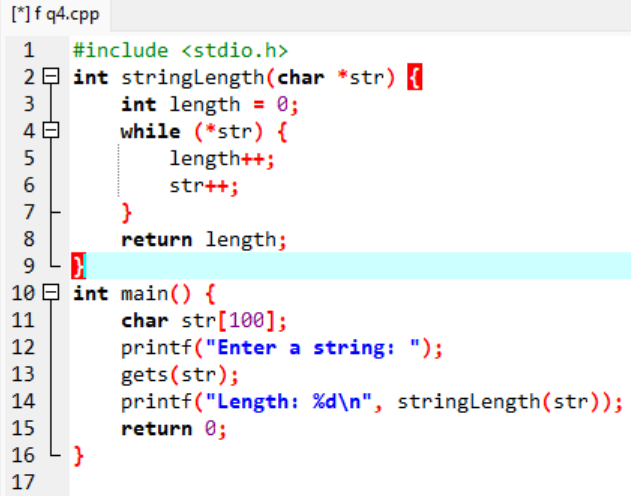 [*] f q4.cpp
1 #include <stdio.h>
2 int stringLength(char *str) {
3     int length = 0;
4     while (*str) {
5         length++;
6         str++;
7     }
8     return length;
9 }
10 int main() {
11     char str[100];
12     printf("Enter a string: ");
13     gets(str);
14     printf("Length: %d\n", stringLength(str));
15     return 0;
16 }
17